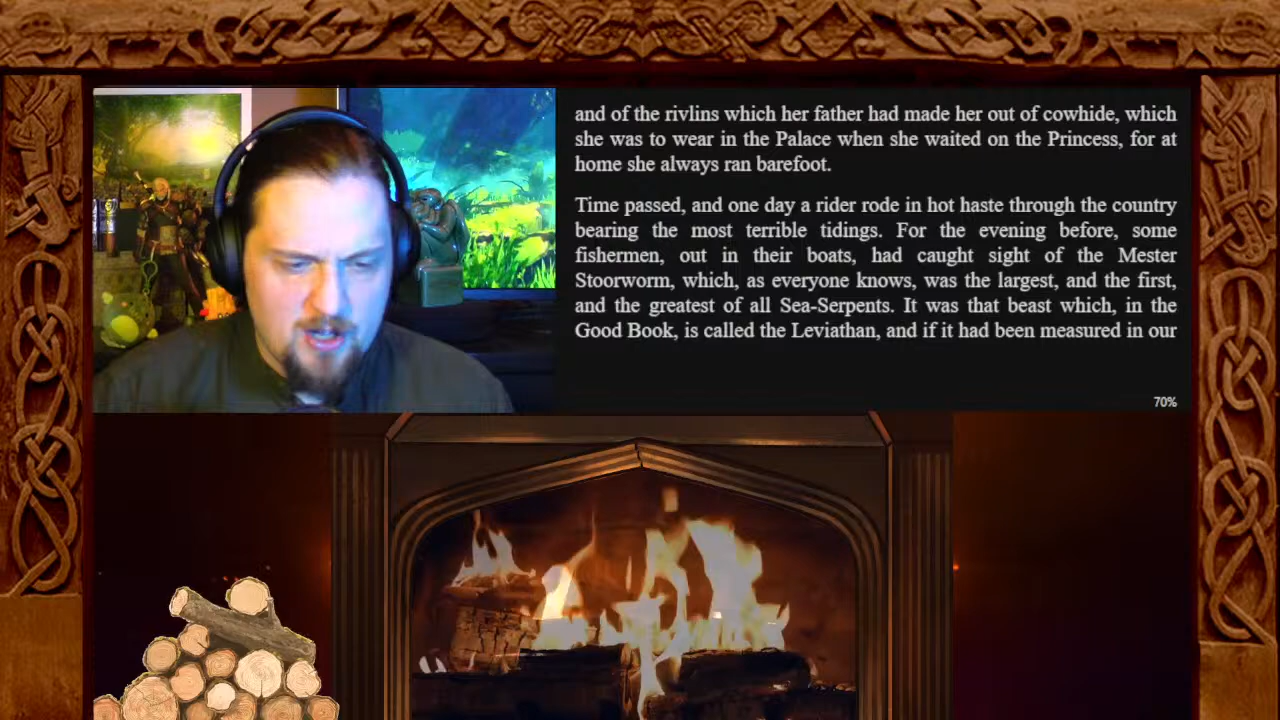 and of the rivlins which her father had made her out of cowhide, which
she was to wear in the Palace when she waited on the Princess, for at
home she always ran barefoot.
Time passed, and one day a rider rode in hot haste through the country
bearing the most terrible tidings. For the evening before, some
fishermen, out in their boats, had caught sight of the Mester
Stoorworm, which, as everyone knows, was the largest, and the first,
and the greatest of all Sea-Serpents. It was that beast which, in the
Good Book, is called the Leviathan, and if it had been measured in our
70%